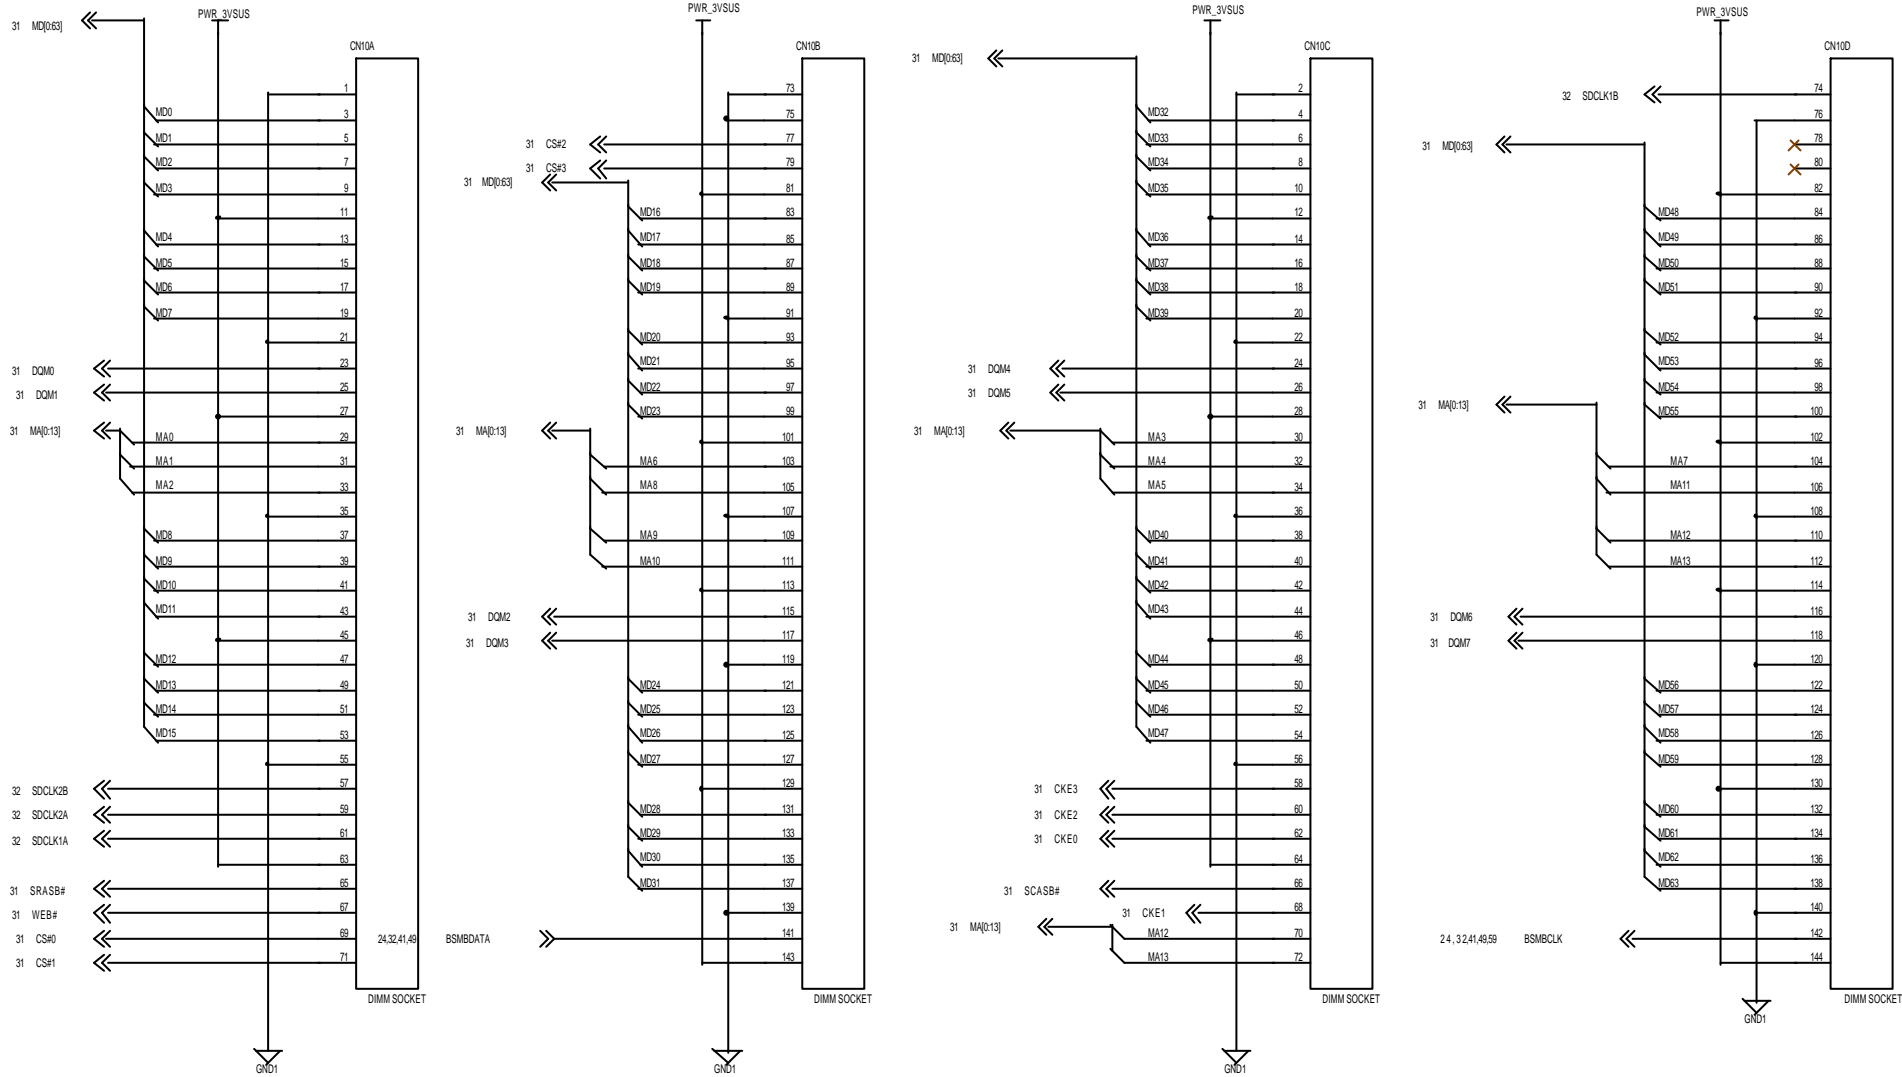 PWR_3VSUS
31 MD[0:63]
CN10A
1
MD0 3
MD1 5
MD2 7
MD3 9
11
MD4 13
MD5 15
MD6 17
MD7 19
21
31 DQM0 23
31 DQM1 25
27
31 MA[0:13]
MA0 29
MA1 31
MA2 33
35
MD8 37
MD9 39
MD10 41
MD11 43
45
MD12 47
MD13 49
MD14 51
MD15 53
55
32 SDCLK2B 57
32 SDCLK2A 59
32 SDCLK1A 61
63
31 SRASB# 65
31 WEB# 67
31 CS#0 69
31 CS#1 71
DIMM SOCKET
GND1
PWR_3VSUS
CN10B
73
75
31 CS#2 77
31 CS#3 79
31 MD[0:63]
81
MD16 83
MD17 85
MD18 87
MD19 89
91
MD20 93
MD21 95
MD22 97
MD23 99
31 MA[0:13]
101
MA6 103
MA8 105
107
MA9 109
MA10 111
113
31 DQM2 115
31 DQM3 117
119
MD24 121
MD25 123
MD26 125
MD27 127
129
MD28 131
MD29 133
MD30 135
MD31 137
139
24,32,41,49 BSMBDATA 141
143
DIMM SOCKET
GND1
PWR_3VSUS
CN10C
31 MD[0:63]
2
MD32 4
MD33 6
MD34 8
MD35 10
12
MD36 14
MD37 16
MD38 18
MD39 20
22
31 DQM4 24
31 DQM5 26
28
31 MA[0:13]
MA3 30
MA4 32
MA5 34
36
MD40 38
MD41 40
MD42 42
MD43 44
46
MD44 48
MD45 50
MD46 52
MD47 54
56
31 CKE3 58
31 CKE2 60
31 CKE0 62
64
31 SCASB# 66
31 CKE1 68
31 MA[0:13]
MA12 70
MA13 72
DIMM SOCKET
GND1
PWR_3VSUS
CN10D
32 SDCLK1B 74
76
78
31 MD[0:63]
80
82
MD48 84
MD49 86
MD50 88
MD51 90
92
MD52 94
MD53 96
MD54 98
31 MA[0:13]
MD55 100
102
MA7 104
MA11 106
108
MA12 110
MA13 112
114
31 DQM6 116
31 DQM7 118
120
MD56 122
MD57 124
MD58 126
MD59 128
130
MD60 132
MD61 134
MD62 136
MD63 138
140
24,32,41,49,59 BSMBCLK 142
144
DIMM SOCKET
GND1